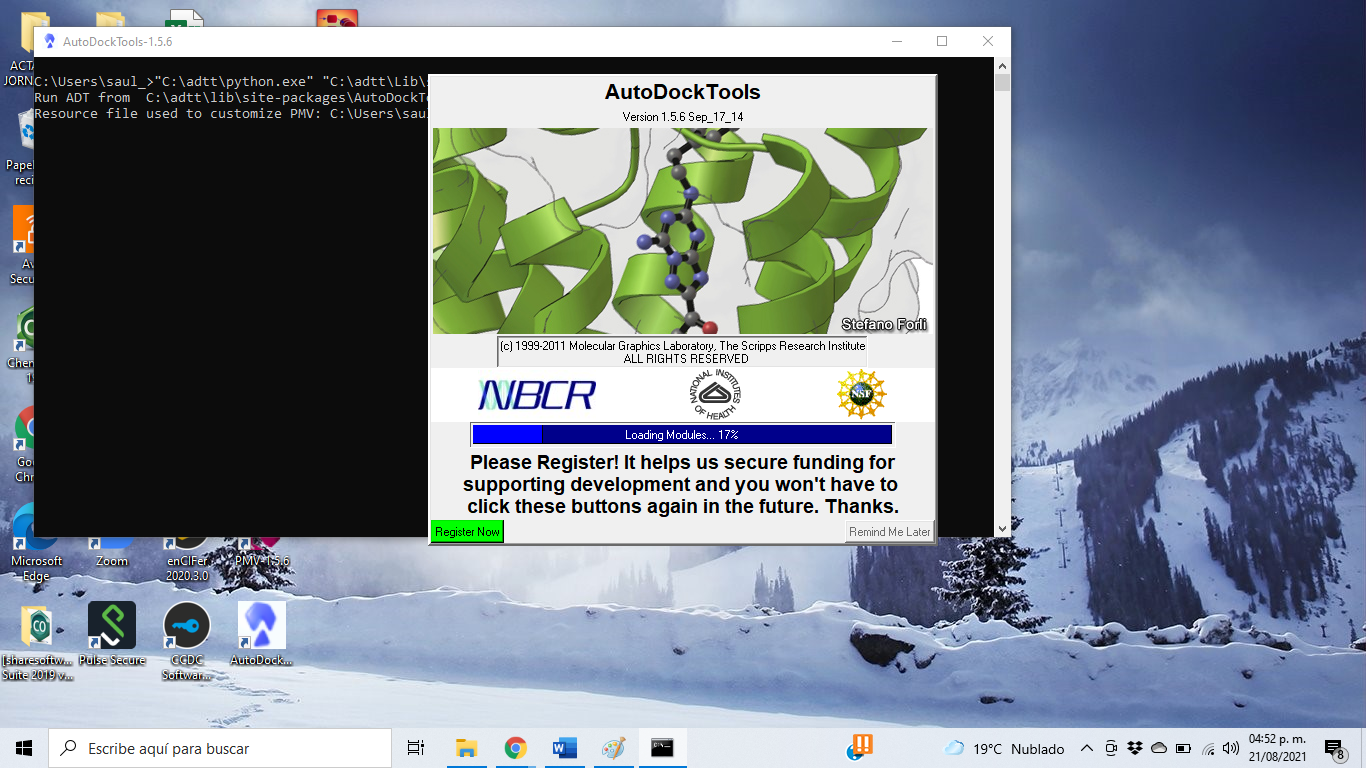 AutoDockTools-1.5.6
C:\Users\saul_>"C:\adtt\python.exe" "C:\adtt\Lib\
Run ADT from C:\adtt\lib\site-packages\AutoDockT
Resource file used to customize PMV: C:\Users\sau
AutoDockTools
Version 1.5.6 Sep_17_14
Stefano Forli
(c) 1999-2011 Molecular Graphics Laboratory, The Scripps Research Institute
ALL RIGHTS RESERVED
NBCR
NATIONAL INSTITUTES
OF HEALTH
NSF
Loading Modules... 17%
Please Register! It helps us secure funding for
supporting development and you won't have to
click these buttons again in the future. Thanks.
Register Now
Remind Me Later
ACTA
JORN
Papel
reci
Av
Secu
Chem
1
Go
Chr
Microsoft
Edge
Zoom
enCIFer
2020.3.0
PMV-1.5.6
[sharesoftw...
Suite 2019 v...
Pulse Secure
CCDC
Softwar...
AutoDock...
Escribe aquí para buscar
19°C Nublado
04:52 p. m.
21/08/2021
8